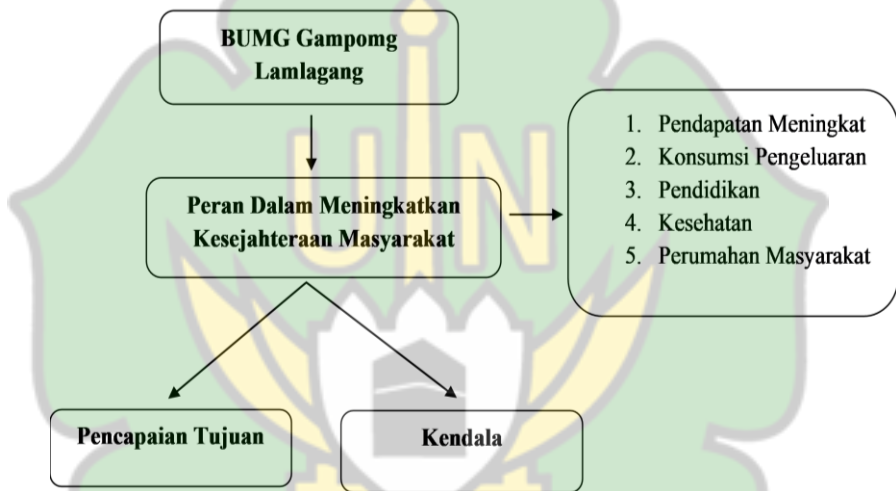 BUMG Gampomg
Lamlagang
Peran Dalam Meningkatkan
Kesejahteraan Masyarakat
1. Pendapatan Meningkat
2. Konsumsi Pengeluaran
3. Pendidikan
4. Kesehatan
5. Perumahan Masyarakat
Pencapaian Tujuan
Kendala
UIN